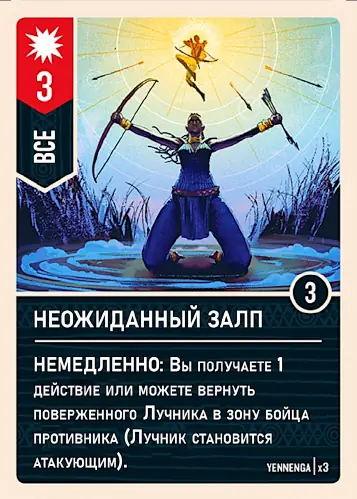 3
ВСЕ
3
НЕОЖИДАННЫЙ ЗАЛП
НЕМЕДЛЕННО: Вы получаете 1
действие или можете вернуть
поверженного Лучника в зону бойца
противника (Лучник становится
атакующим).
YENNENGA | x3